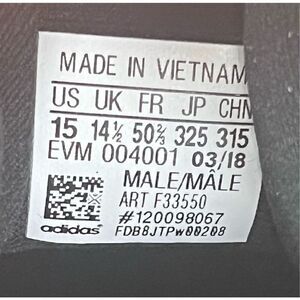 MADE IN VIETNAM
US UK FR JP CHN
15 14½ 50⅔ 325 315
EVM 004001 03/18
MALE/MÂLE
ART F33550
#120098067
adidas FDB8JTPw00208